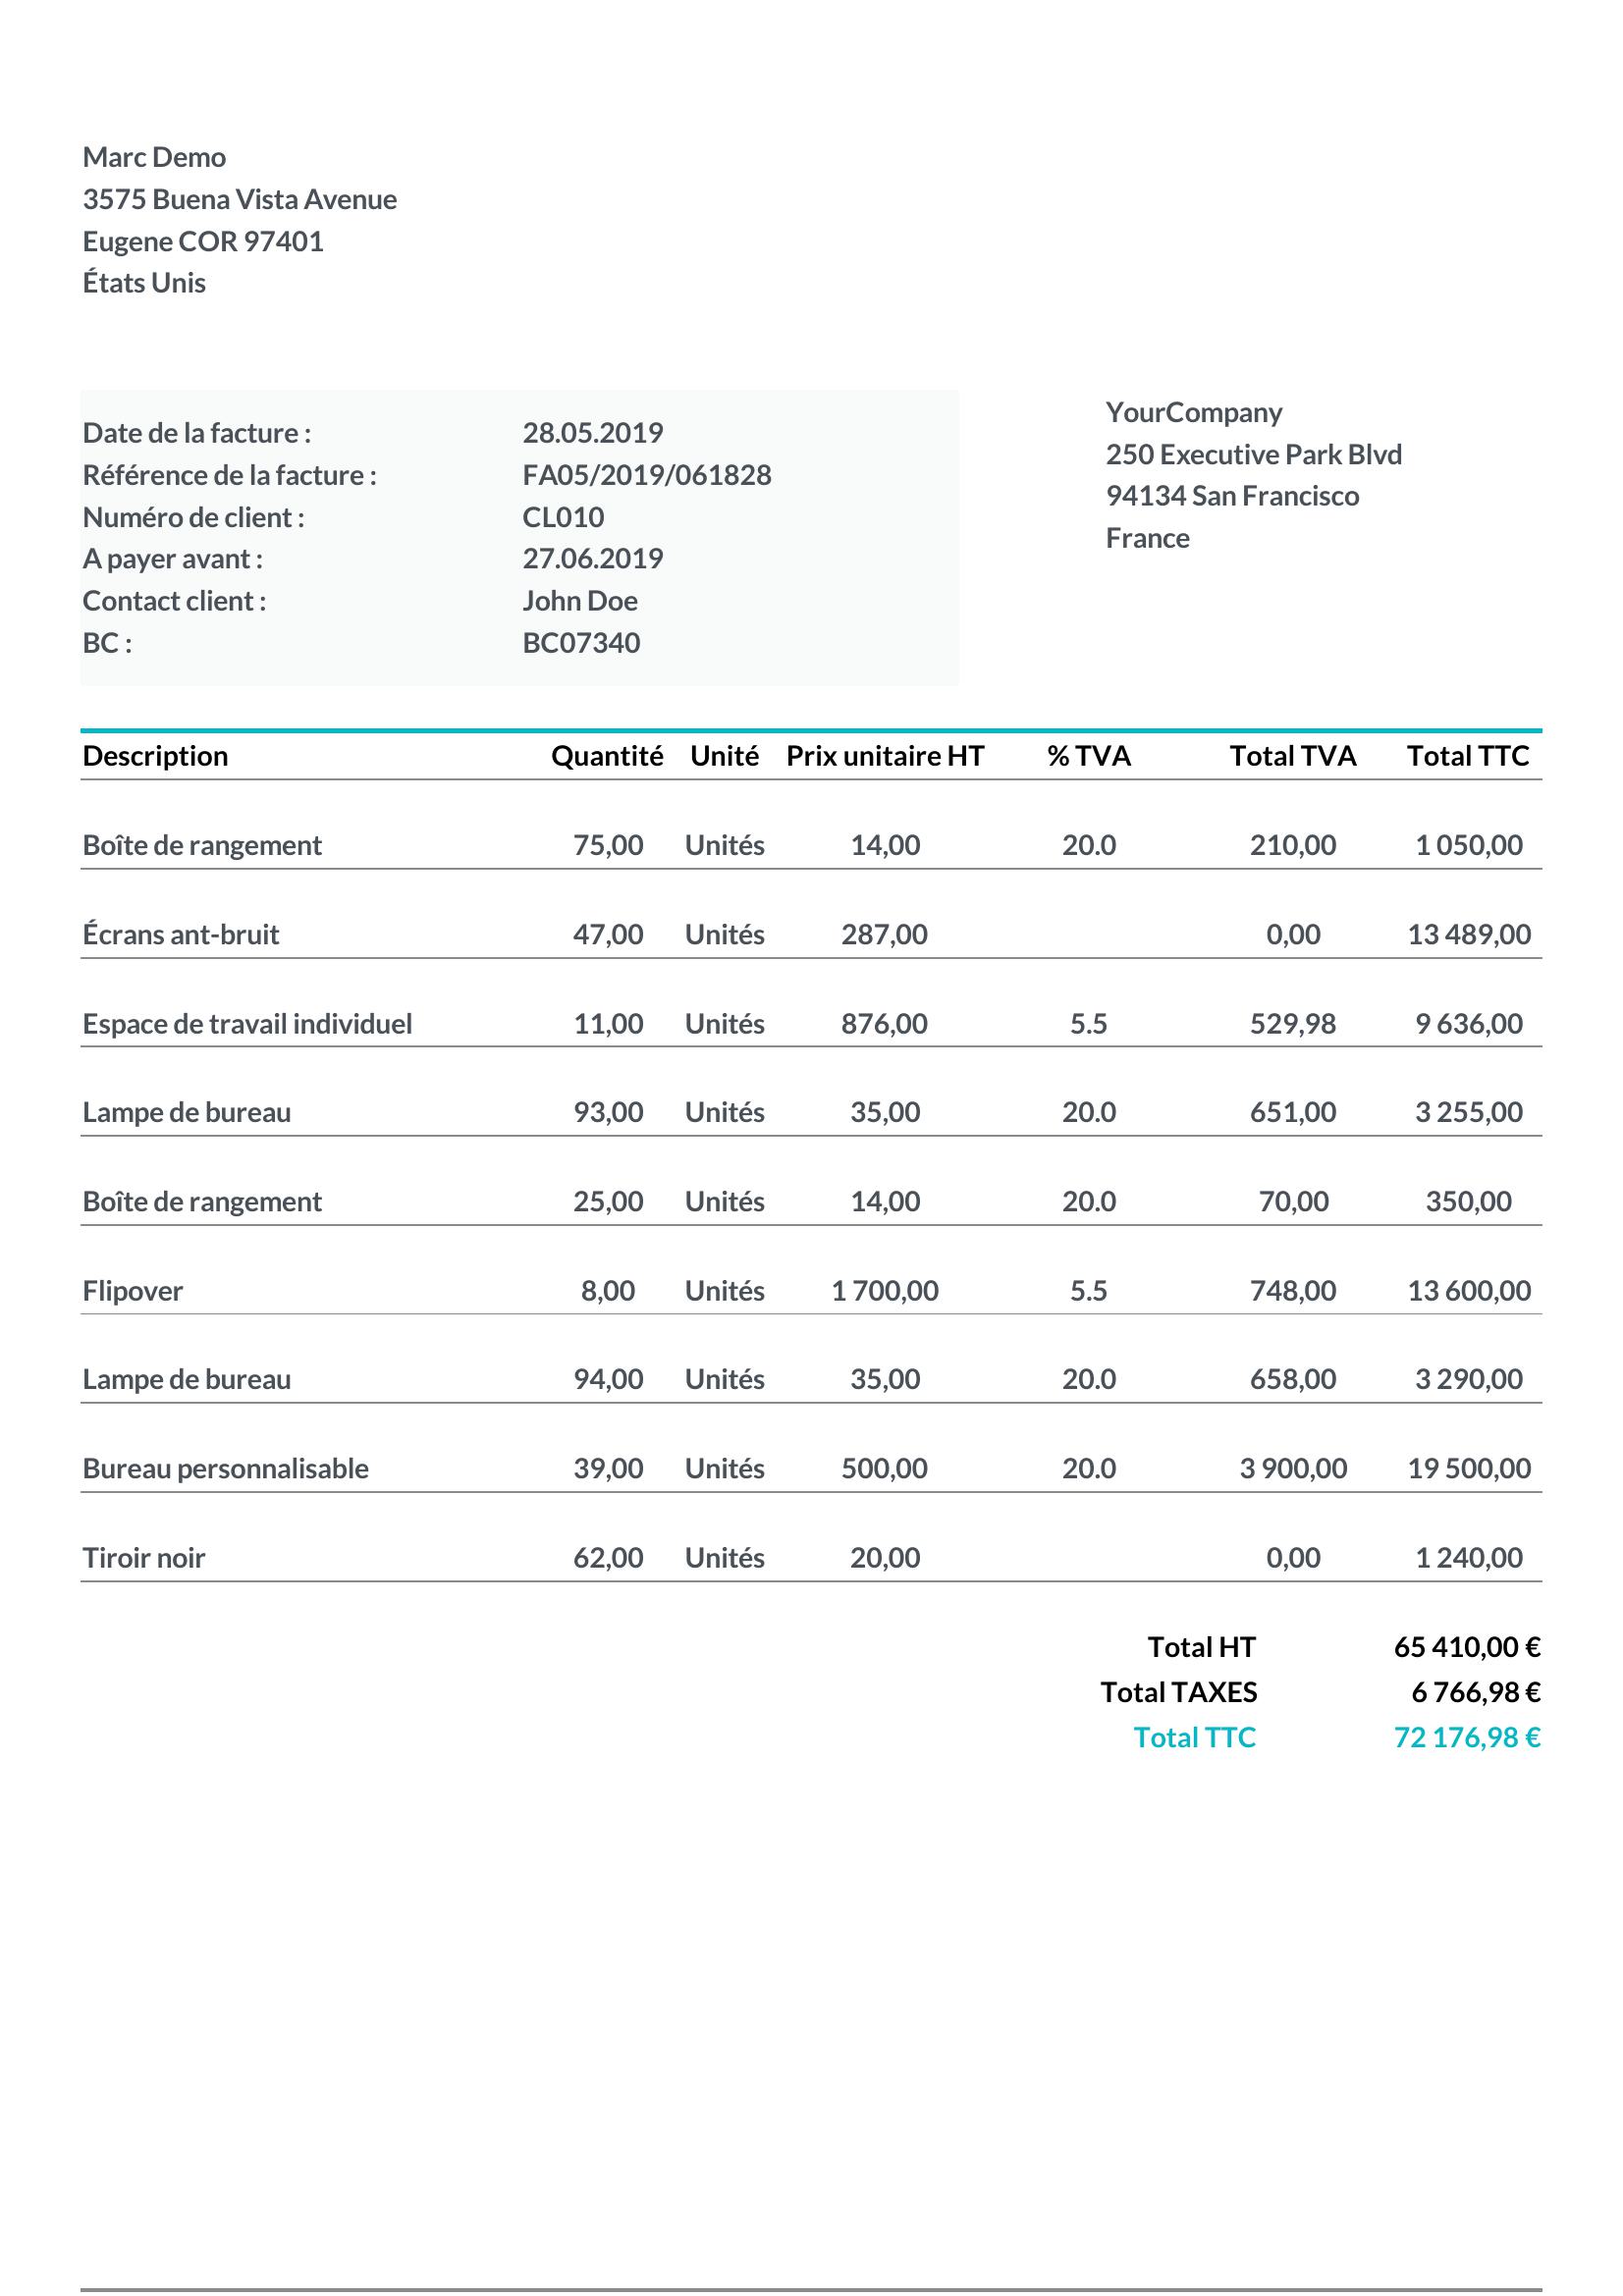 Marc Demo
3575 Buena Vista Avenue
Eugene COR 97401
États Unis
Date de la facture : 28.05.2019
Référence de la facture : FA05/2019/061828
Numéro de client : CL010
A payer avant : 27.06.2019
Contact client : John Doe
BC : BC07340
YourCompany
250 Executive Park Blvd
94134 San Francisco
France
Description Quantité Unité Prix unitaire HT % TVA Total TVA Total TTC
Boîte de rangement 75,00 Unités 14,00 20.0 210,00 1 050,00
Écrans ant-bruit 47,00 Unités 287,00 0,00 13 489,00
Espace de travail individuel 11,00 Unités 876,00 5.5 529,98 9 636,00
Lampe de bureau 93,00 Unités 35,00 20.0 651,00 3 255,00
Boîte de rangement 25,00 Unités 14,00 20.0 70,00 350,00
Flipover 8,00 Unités 1 700,00 5.5 748,00 13 600,00
Lampe de bureau 94,00 Unités 35,00 20.0 658,00 3 290,00
Bureau personnalisable 39,00 Unités 500,00 20.0 3 900,00 19 500,00
Tiroir noir 62,00 Unités 20,00 0,00 1 240,00
Total HT 65 410,00 €
Total TAXES 6 766,98 €
Total TTC 72 176,98 €